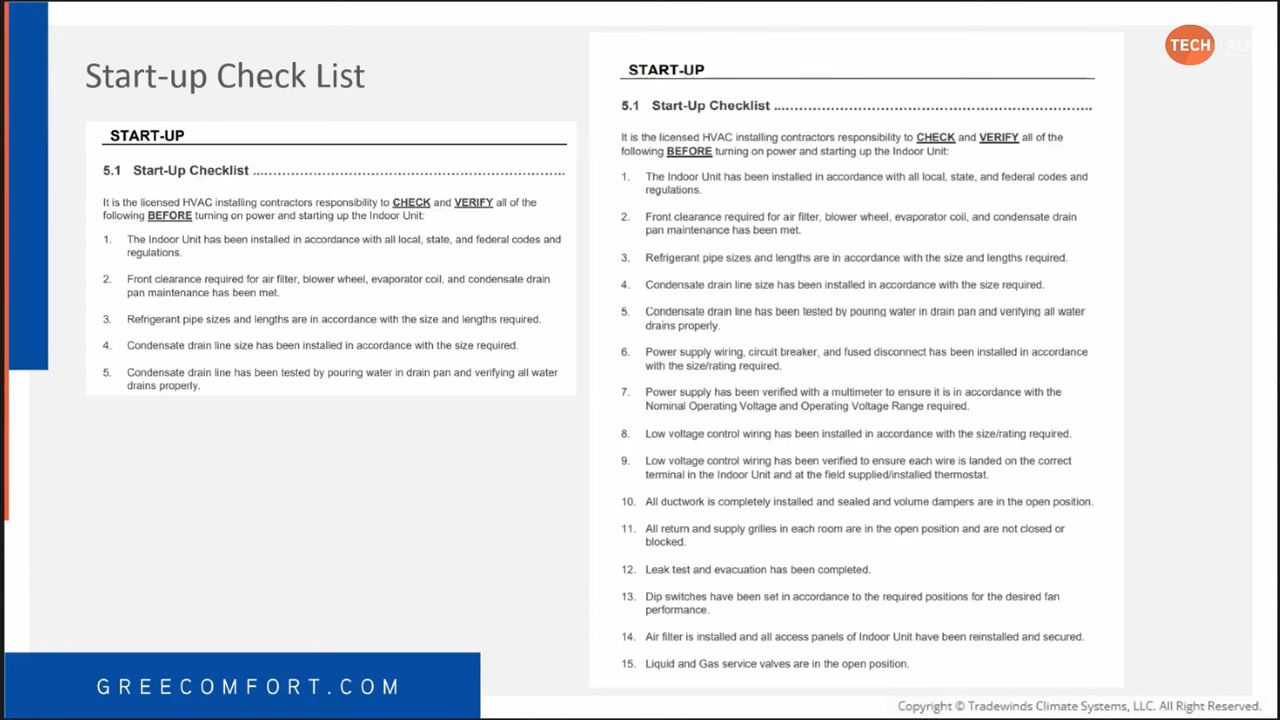 Start-up Check List
START-UP
5.1 Start-Up Checklist ..........................................................................
It is the licensed HVAC installing contractors responsibility to CHECK and VERIFY all of the
following BEFORE turning on power and starting up the Indoor Unit:
1. The Indoor Unit has been installed in accordance with all local, state, and federal codes and
regulations.
2. Front clearance required for air filter, blower wheel, evaporator coil, and condensate drain
pan maintenance has been met.
3. Refrigerant pipe sizes and lengths are in accordance with the size and lengths required.
4. Condensate drain line size has been installed in accordance with the size required.
5. Condensate drain line has been tested by pouring water in drain pan and verifying all water
drains properly.
START-UP
5.1 Start-Up Checklist ..........................................................................
It is the licensed HVAC installing contractors responsibility to CHECK and VERIFY all of the
following BEFORE turning on power and starting up the Indoor Unit:
1. The Indoor Unit has been installed in accordance with all local, state, and federal codes and
regulations.
2. Front clearance required for air filter, blower wheel, evaporator coil, and condensate drain
pan maintenance has been met.
3. Refrigerant pipe sizes and lengths are in accordance with the size and lengths required.
4. Condensate drain line size has been installed in accordance with the size required.
5. Condensate drain line has been tested by pouring water in drain pan and verifying all water
drains properly.
6. Power supply wiring, circuit breaker, and fused disconnect has been installed in accordance
with the size/rating required.
7. Power supply has been verified with a multimeter to ensure it is in accordance with the
Nominal Operating Voltage and Operating Voltage Range required.
8. Low voltage control wiring has been installed in accordance with the size/rating required.
9. Low voltage control wiring has been verified to ensure each wire is landed on the correct
terminal in the Indoor Unit and at the field supplied/installed thermostat.
10. All ductwork is completely installed and sealed and volume dampers are in the open position.
11. All return and supply grilles in each room are in the open position and are not closed or
blocked.
12. Leak test and evacuation has been completed.
13. Dip switches have been set in accordance to the required positions for the desired fan
performance.
14. Air filter is installed and all access panels of Indoor Unit have been reinstalled and secured.
15. Liquid and Gas service valves are in the open position.
TECH TALK
GREECOMFORT.COM
Copyright © Tradewinds Climate Systems, LLC. All Right Reserved.